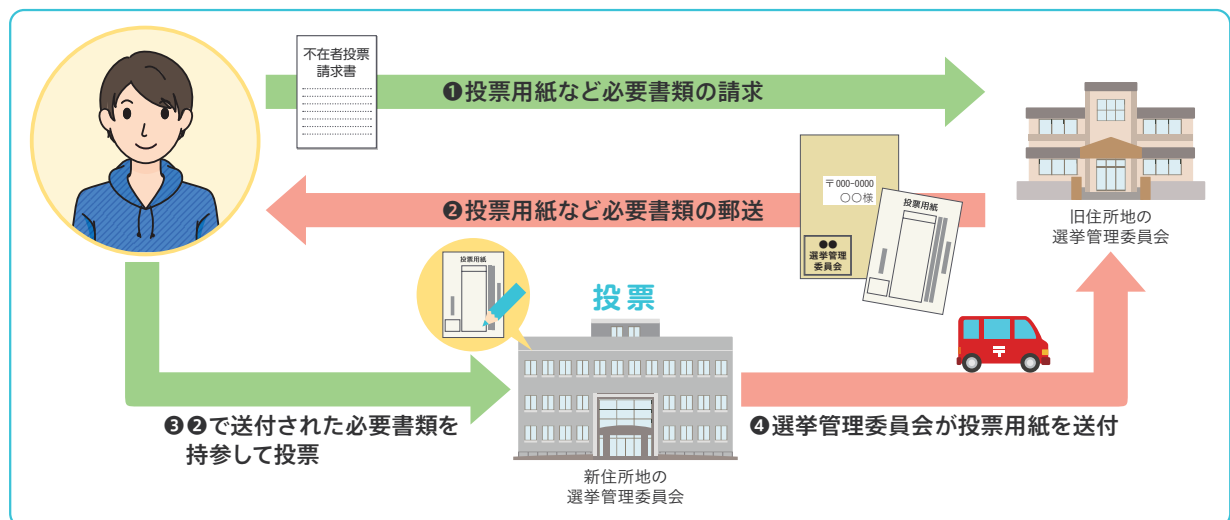 不在者投票
請求書
❶投票用紙など必要書類の請求
❷投票用紙など必要書類の郵送
〒000-0000
○○様
●●
選挙管理
委員会
投票用紙
旧住所地の
選挙管理委員会
投票用紙
投票
❸❷で送付された必要書類を
持参して投票
新住所地の
選挙管理委員会
〒
❹選挙管理委員会が投票用紙を送付